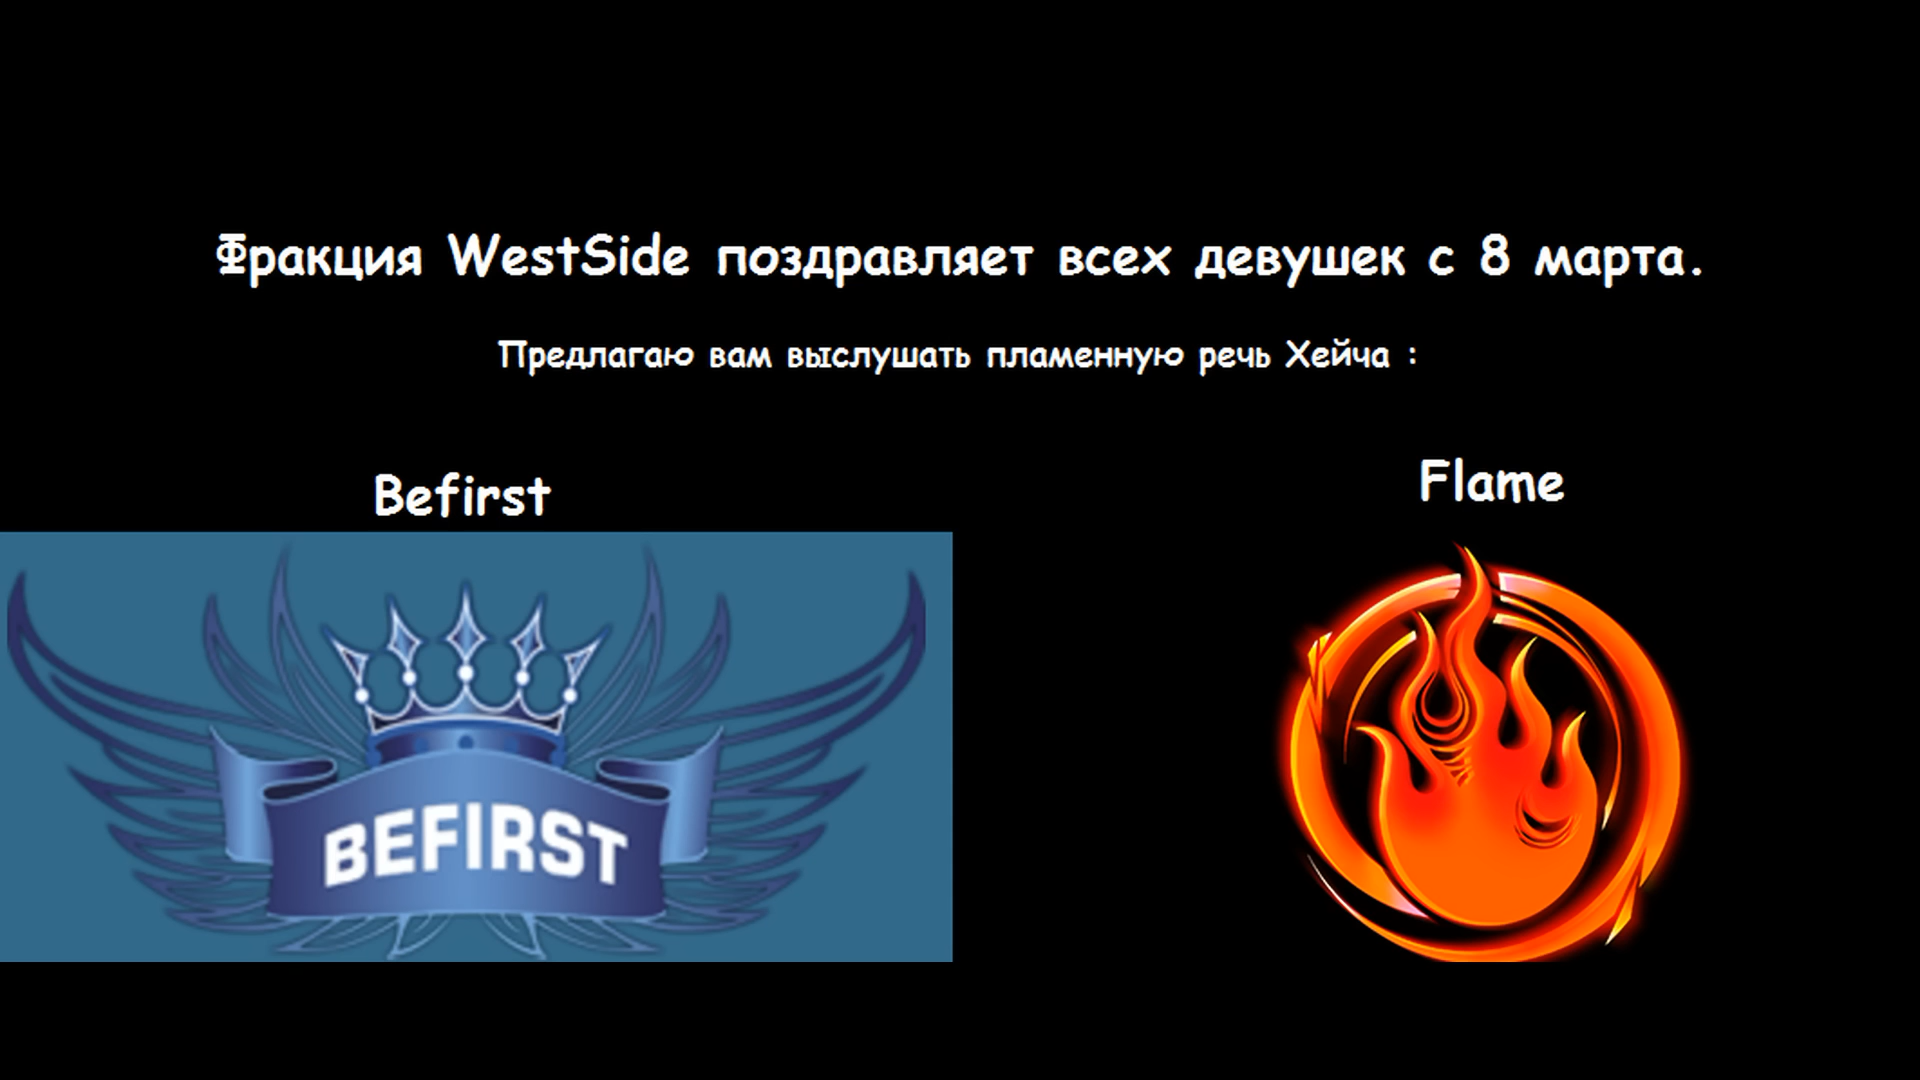 Фракция WestSide поздравляет всех девушек с 8 марта.
Предлагаю вам выслушать пламенную речь Хейча :
Befirst
Flame
BEFIRST